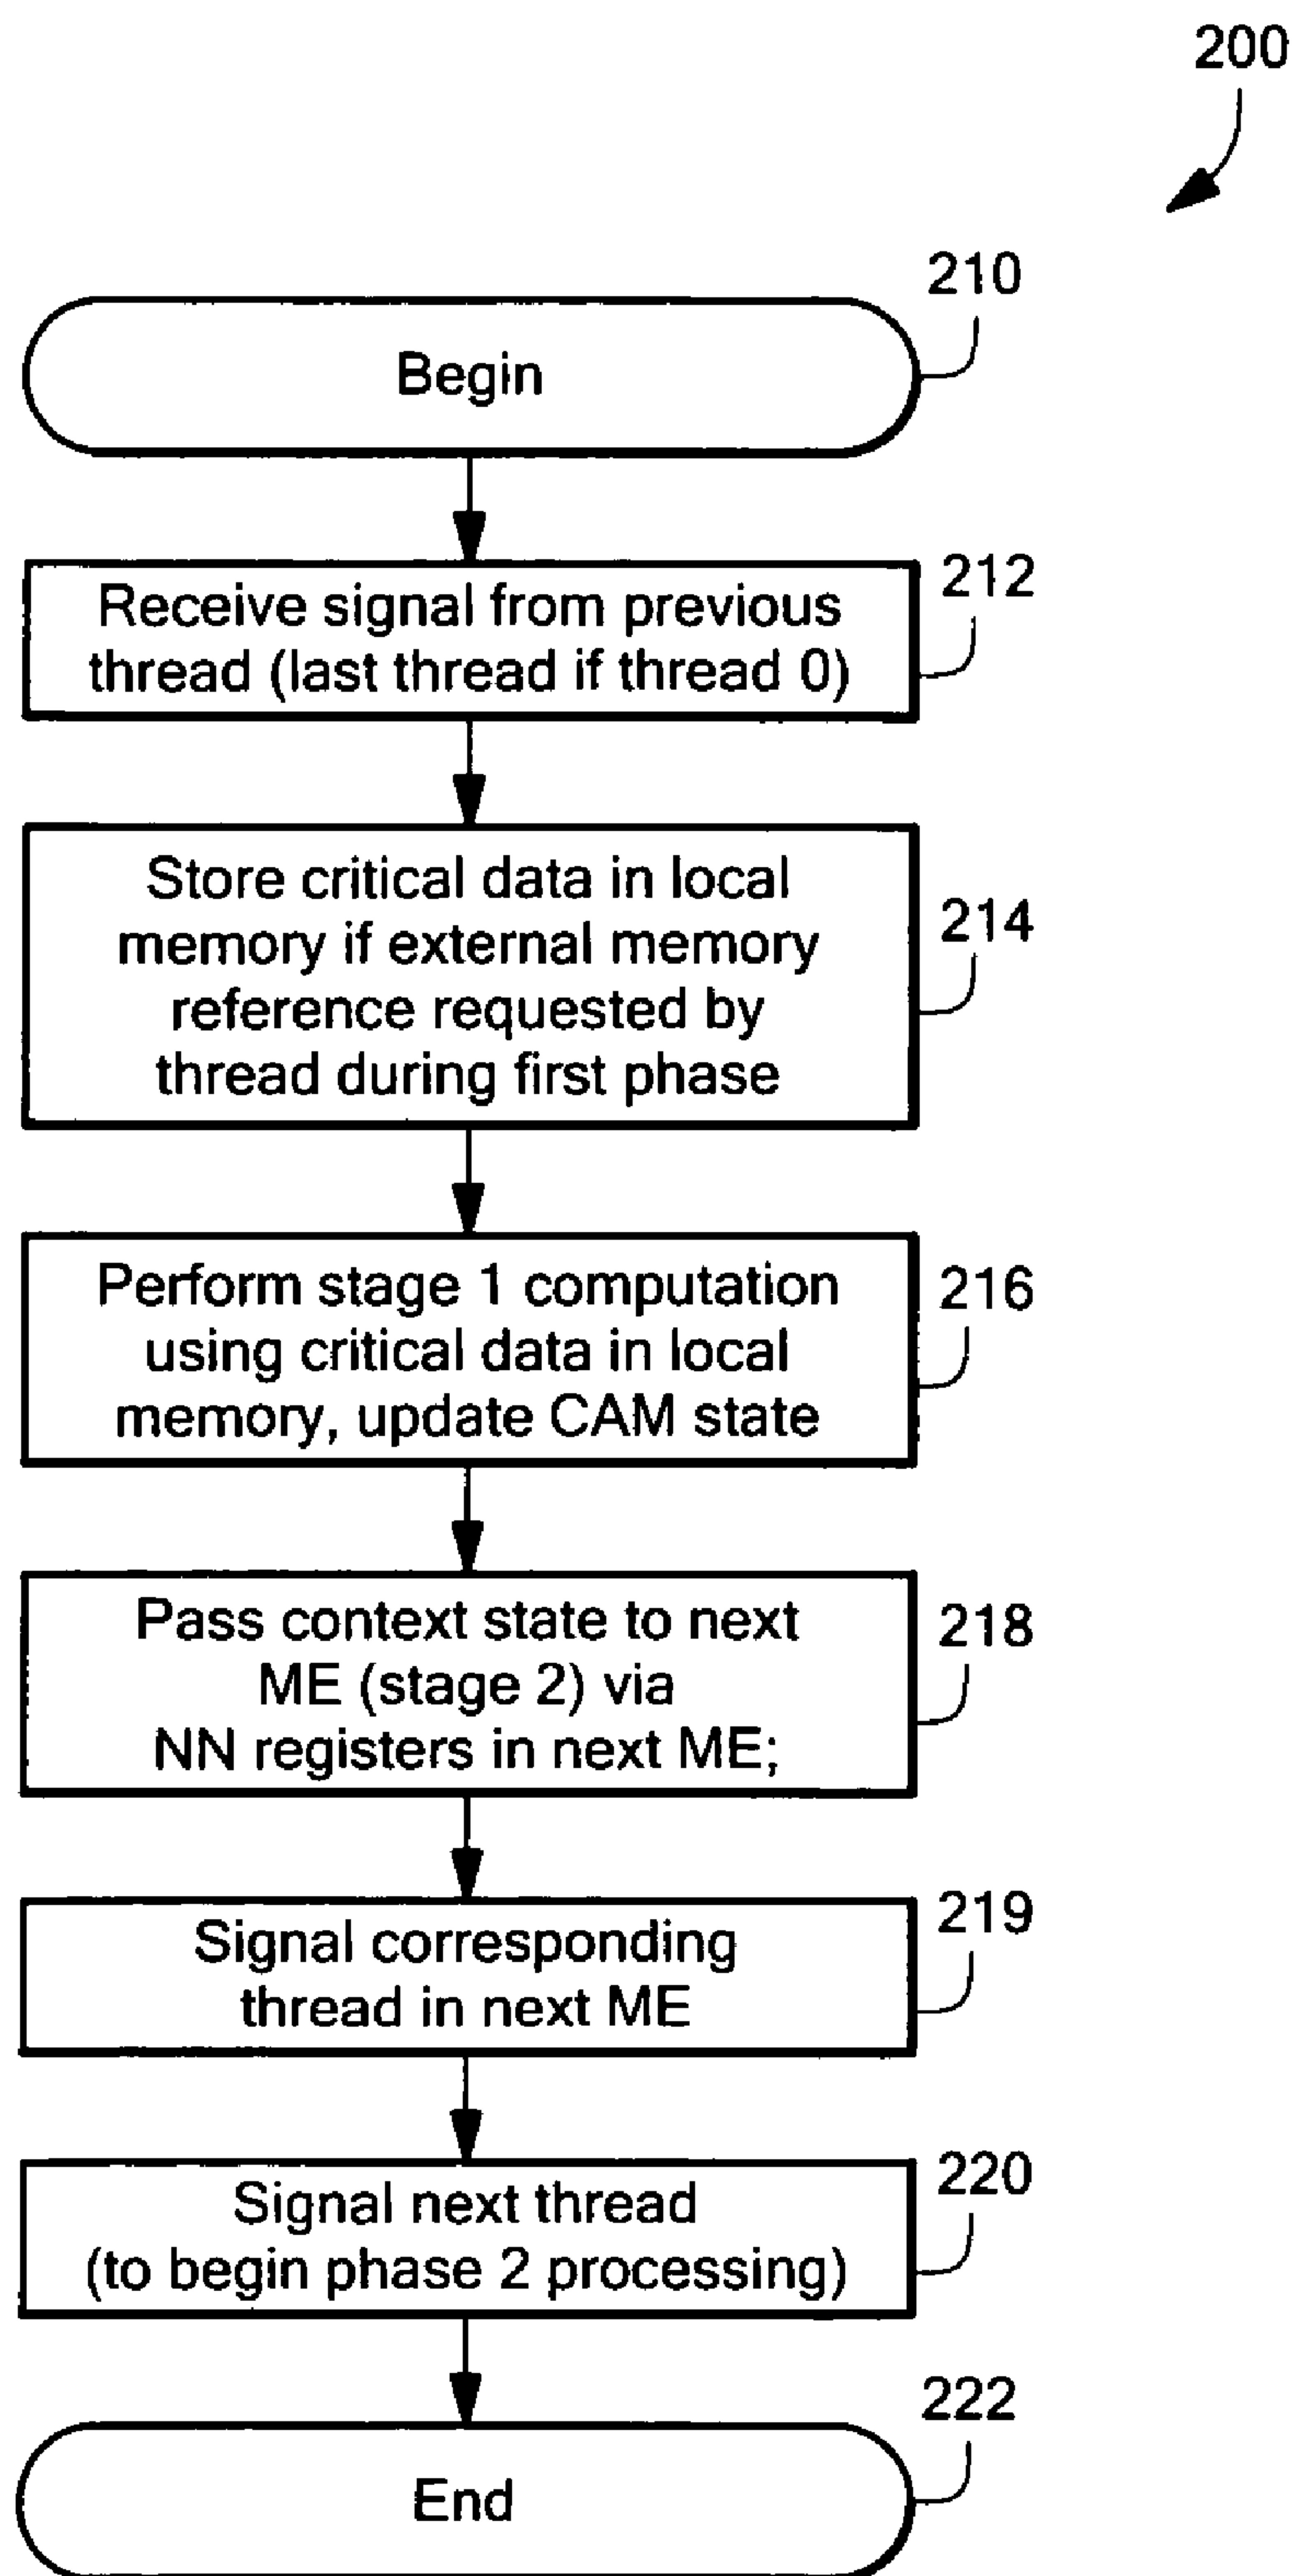 200
210
Begin
212
Receive signal from previous
thread (last thread if thread 0)
214
Store critical data in local
memory if external memory
reference requested by
thread during first phase
216
Perform stage 1 computation
using critical data in local
memory, update CAM state
218
Pass context state to next
ME (stage 2) via
NN registers in next ME;
219
Signal corresponding
thread in next ME
220
Signal next thread
(to begin phase 2 processing)
222
End